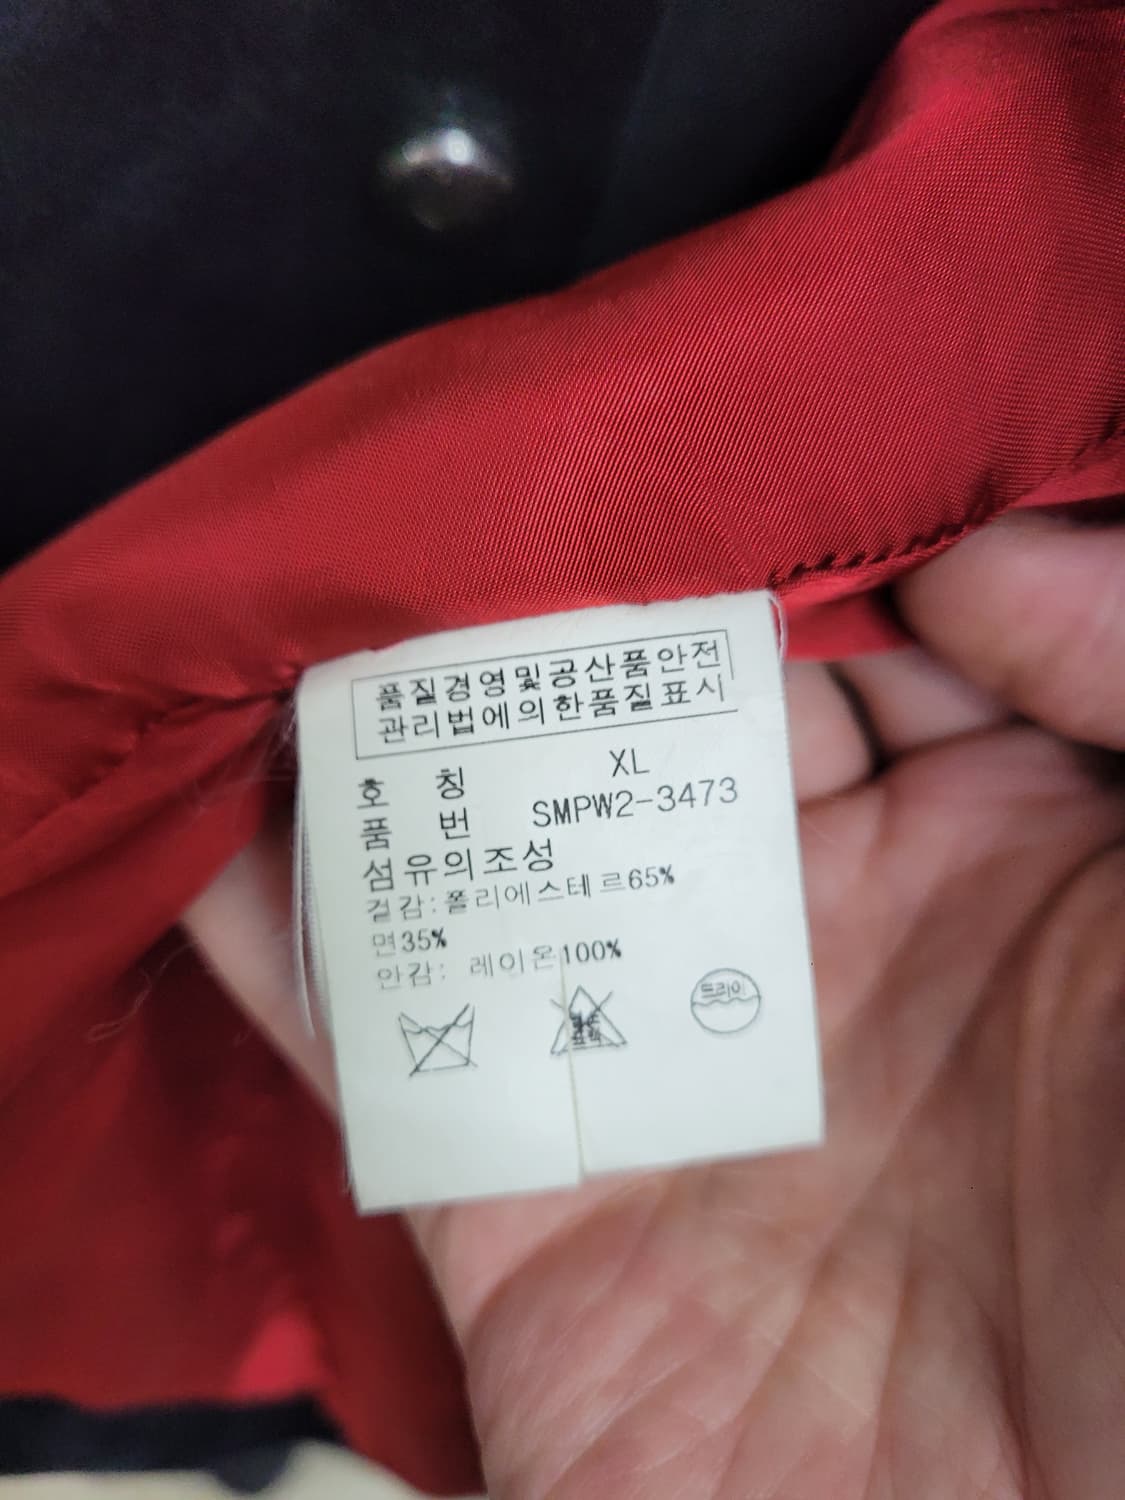 품질경영및공산품안전
관리법에의한품질표시
호 칭 XL
품 번 SMPW2-3473
섬유의조성
겉감:폴리에스테르65%
면35%
안감: 레이온100%
드라이